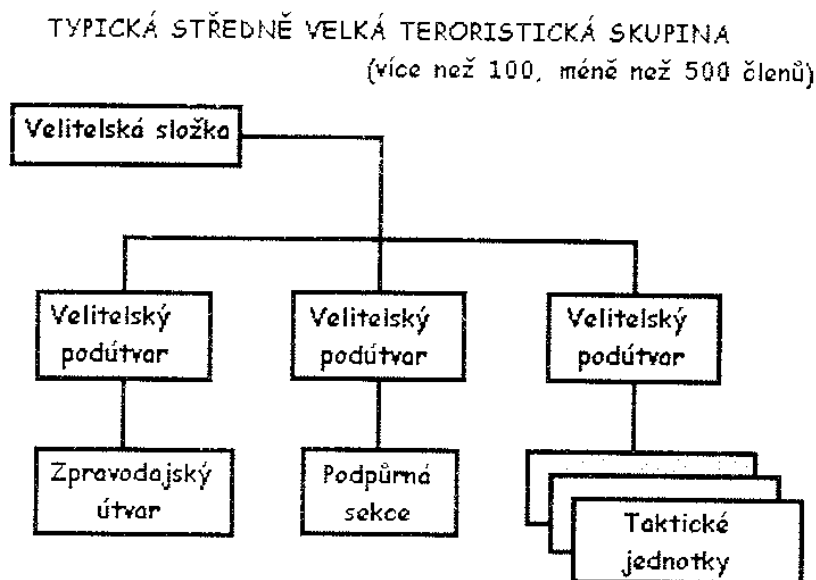 TYPICKÁ STŘEDNĚ VELKÁ TERORISTICKÁ SKUPINA
(více než 100, méně než 500 členů)
Velitelská složka
Velitelský
podútvar
Velitelský
podútvar
Velitelský
podútvar
Zpravodajský
útvar
Podpůrná
sekce
Taktické
jednotky